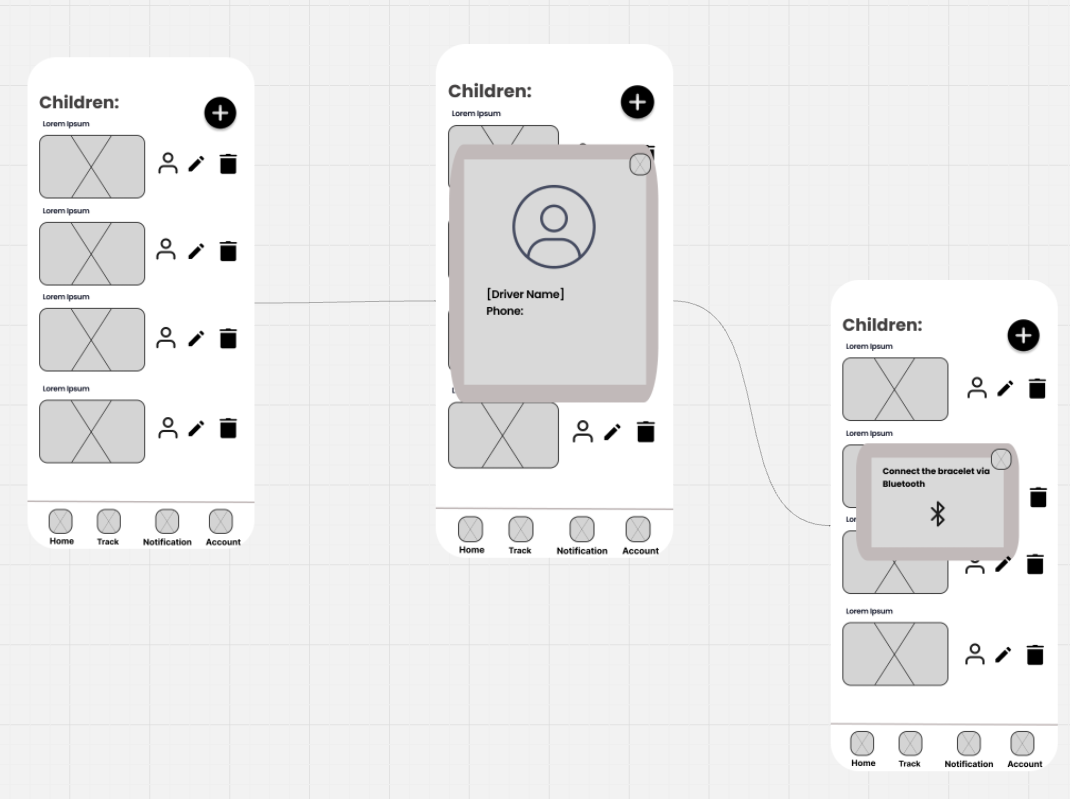 Children:
Lorem Ipsum
Lorem Ipsum
Lorem Ipsum
Lorem Ipsum
Home
Track
Notification
Account
Children:
Lorem Ipsum
[Driver Name]
Phone:
Home
Track
Notification
Account
Children:
Lorem Ipsum
Lorem Ipsum
Connect the bracelet via
Bluetooth
Lorem Ipsum
Home
Track
Notification
Account